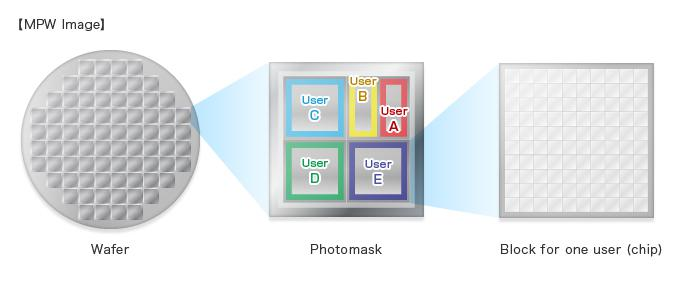 【MPW Image】
User
B
User
C
User
A
User
D
User
E
Wafer
Photomask
Block for one user (chip)